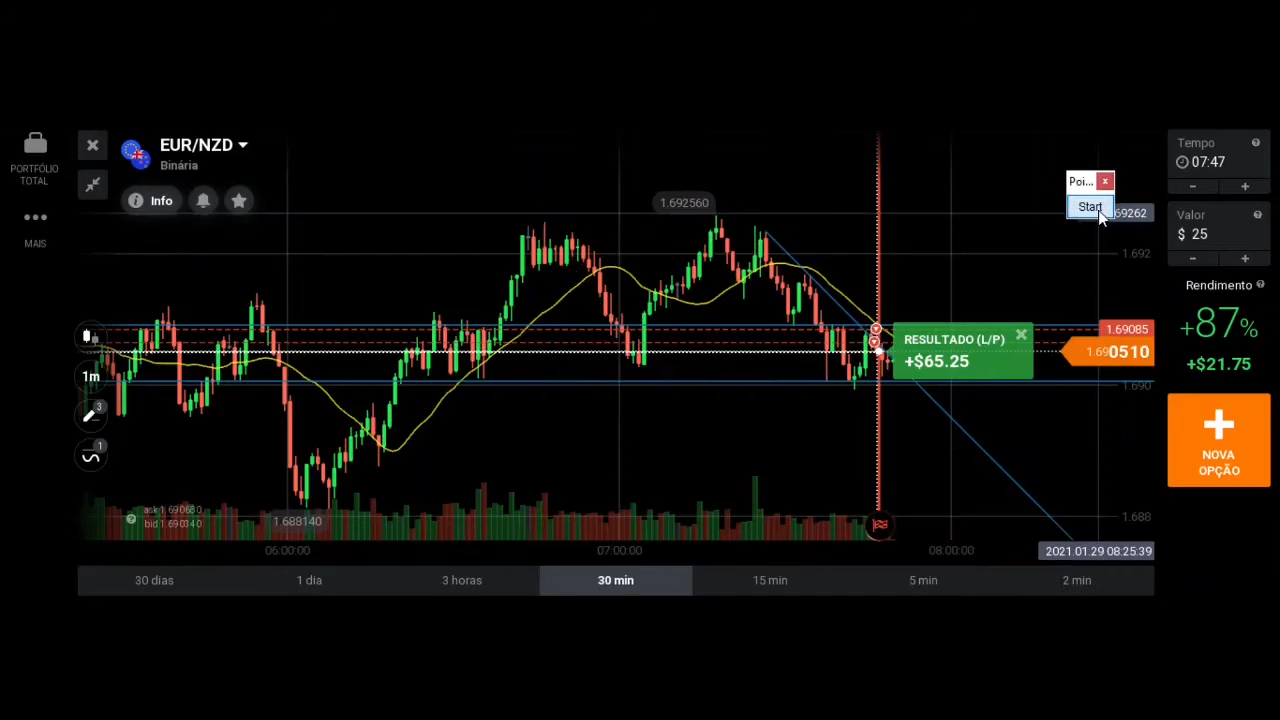 PORTFÓLIO
TOTAL
MAIS
EUR/NZD
Binária
Info
1m
3
1
1.692560
1.688140
ask 1.690680
bid 1.690340
RESULTADO (L/P)
+$65.25
Poi...
Start
69262
1.692
1.69085
1.690510
1.690
1.688
06:00:00
07:00:00
08:00:00
2021.01.29 08:25:39
30 dias
1 dia
3 horas
30 min
15 min
5 min
2 min
Tempo
07:47
Valor
$ 25
Rendimento
+87%
+$21.75
NOVA
OPÇÃO